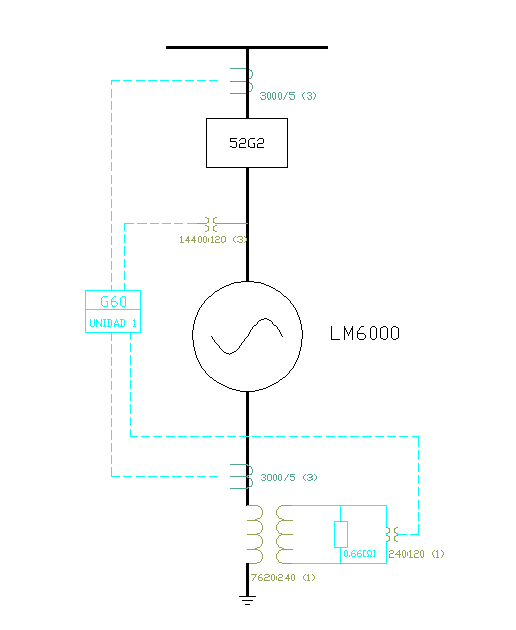 3000/5 (3)
52G2
14400:120 (3)
G60
UNIDAD 1
LM6000
3000/5 (3)
0.66[Ω]
240:120 (1)
7620:240 (1)